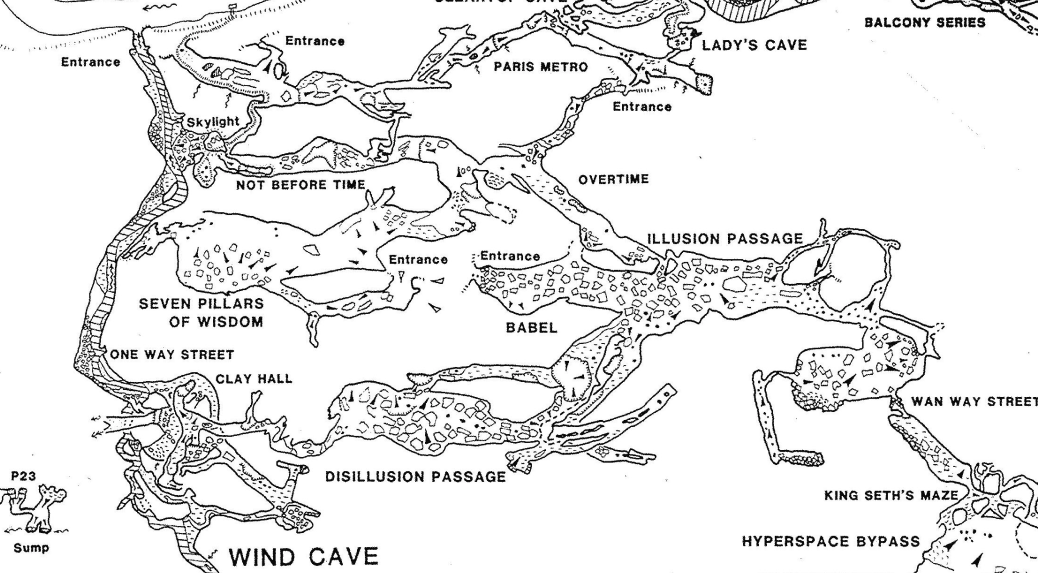 BALCONY SERIES
Entrance
Entrance
LADY'S CAVE
PARIS METRO
Entrance
Skylight
NOT BEFORE TIME
OVERTIME
ILLUSION PASSAGE
Entrance
Entrance
SEVEN PILLARS
OF WISDOM
BABEL
ONE WAY STREET
CLAY HALL
WAN WAY STREET
DISILLUSION PASSAGE
P23
KING SETH'S MAZE
Sump
HYPERSPACE BYPASS
WIND CAVE